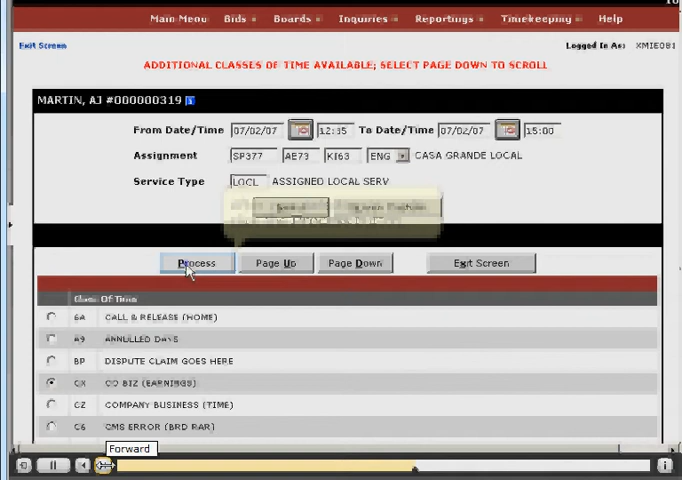 Main Menu Bids Boards Inquiries Reportings Timekeeping Help
Exit Screen Logged In As: XMIE081
ADDITIONAL CLASSES OF TIME AVAILABLE; SELECT PAGE DOWN TO SCROLL
MARTIN, AJ #000000319 i
From Date/Time 07/02/07 12:35 To Date/Time 07/02/07 15:00
Assignment SP377 AE73 KI63 ENG CASA GRANDE LOCAL
Service Type LOCL ASSIGNED LOCAL SERV
Process Page Up Page Down Exit Screen
Class Of Time
6A CALL & RELEASE (HOME)
A9 ANNULLED DAYS
BP DISPUTE CLAIM GOES HERE
CX CO BIZ (EARNINGS)
CZ COMPANY BUSINESS (TIME)
C6 CMS ERROR (BRD RAR)
Forward